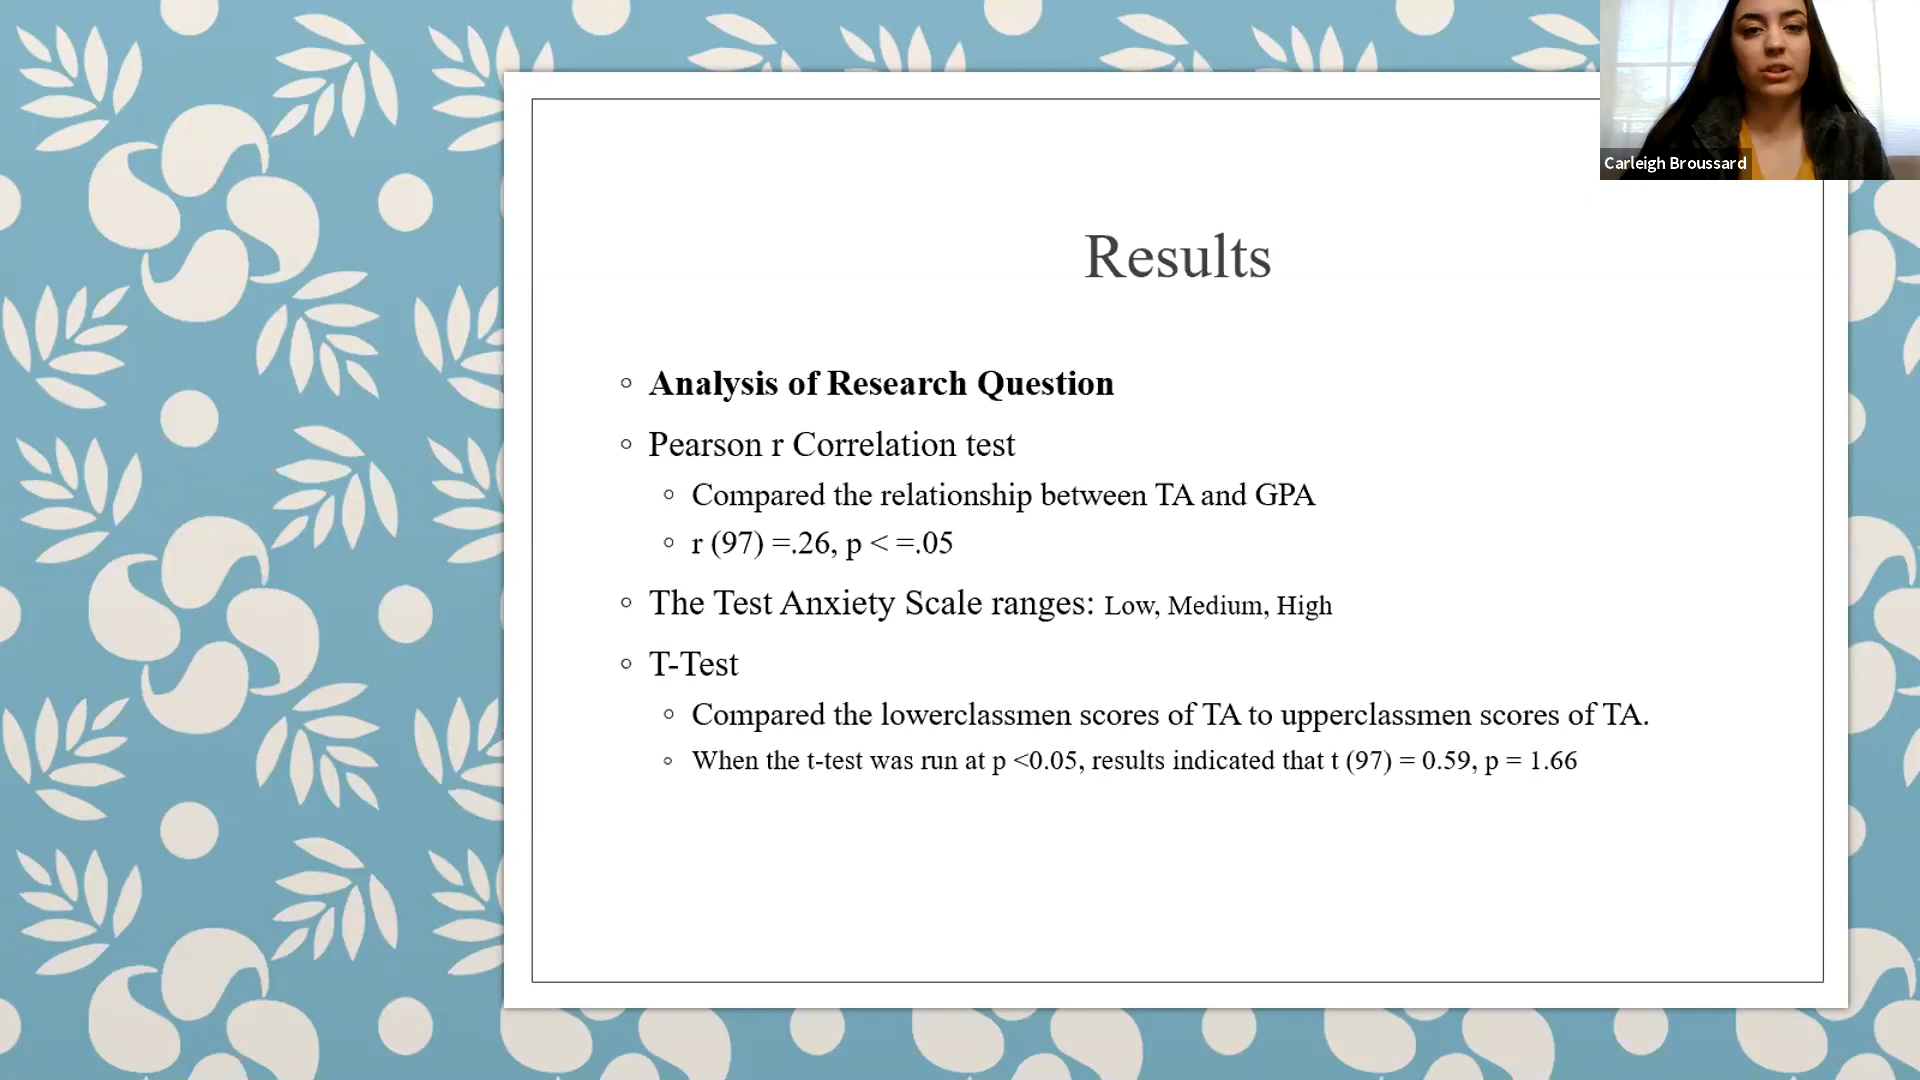 Carleigh Broussard
Results
Analysis of Research Question
Pearson r Correlation test
Compared the relationship between TA and GPA
r (97) =.26, p < =.05
The Test Anxiety Scale ranges: Low, Medium, High
T-Test
Compared the lowerclassmen scores of TA to upperclassmen scores of TA.
When the t-test was run at p <0.05, results indicated that t (97) = 0.59, p = 1.66